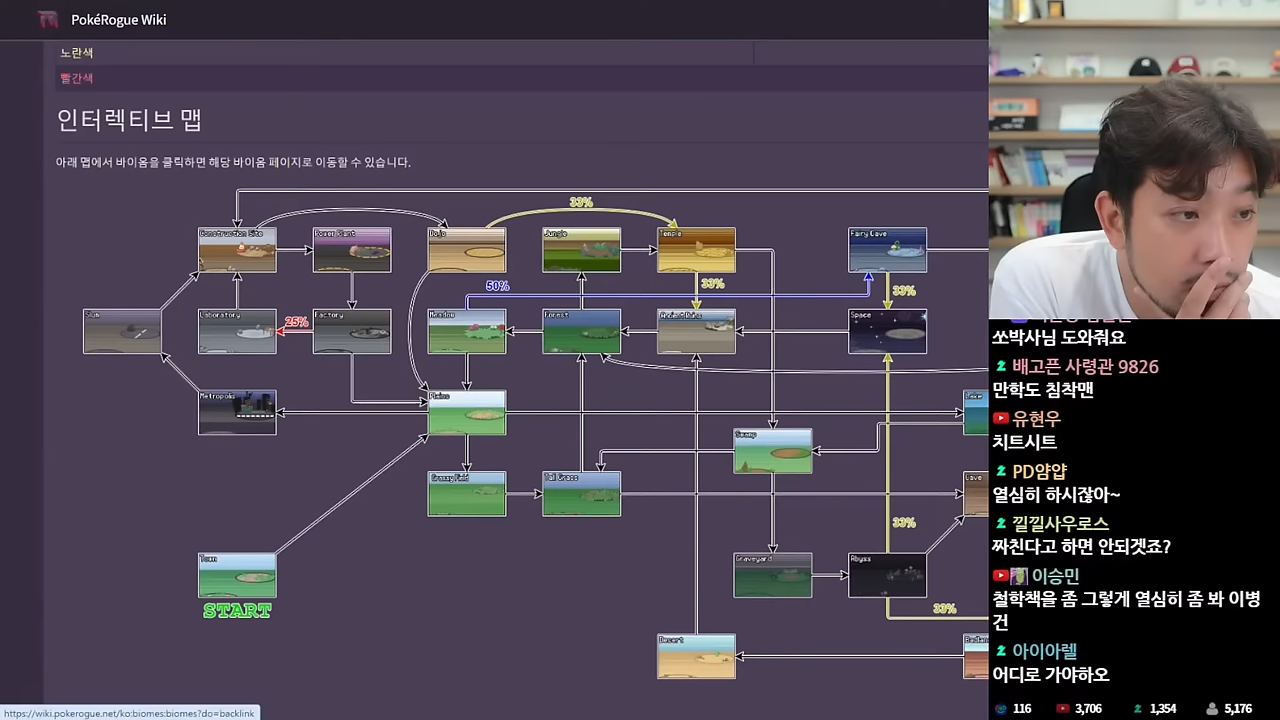 PokéRogue Wiki
노란색
빨간색
인터렉티브 맵
아래 맵에서 바이옴을 클릭하면 해당 바이옴 페이지로 이동할 수 있습니다.
33%
Construction Site
Power Plant
Dojo
Jungle
Temple
Fairy Cave
50%
33%
33%
Slum
Laboratory
25%
Factory
Meadow
Forest
Ancient Ruins
Space
Metropolis
Plains
Lake
Swamp
Grassy Field
Tall Grass
Cave
33%
Town
START
Graveyard
Abyss
33%
Desert
Badlan
https://wiki.pokerogue.net/ko:biomes:biomes?do=backlink
쏘박사님 도와줘요
배고픈 사령관 9826
만학도 침착맨
유현우
치트시트
PD얌얍
열심히 하시잖아~
낄낄사우로스
짜친다고 하면 안되겟죠?
이승민
철학책을 좀 그렇게 열심히 좀 봐 이병
건
아이아렐
어디로 가야하오
116
3,706
1,354
5,176